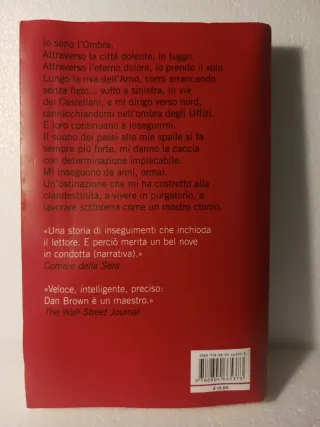 Io sono l'Ombra.
Attraverso la città dolente, io fuggo.
Attraverso l'eterno dolore, io prendo il volo.
Lungo la riva dell'Arno, corro arrancando
senza fiato... volto a sinistra, in via
dei Castellani, e mi dirigo verso nord,
rannicchiandomi nell'ombra degli Uffizi.
E loro continuano a inseguirmi.
Il suono dei passi alle mie spalle si fa
sempre più forte, mi danno la caccia
con determinazione implacabile.
Mi inseguono da anni, ormai.
Un'ostinazione che mi ha costretto alla
clandestinità, a vivere in purgatorio, a
lavorare sottoterra come un mostro ctonio.
«Una storia di inseguimenti che inchioda
il lettore. E perciò merita un bel nove
in condotta (narrativa).»
Corriere della Sera
«Veloce, intelligente, preciso:
Dan Brown è un maestro.»
The Wall Street Journal